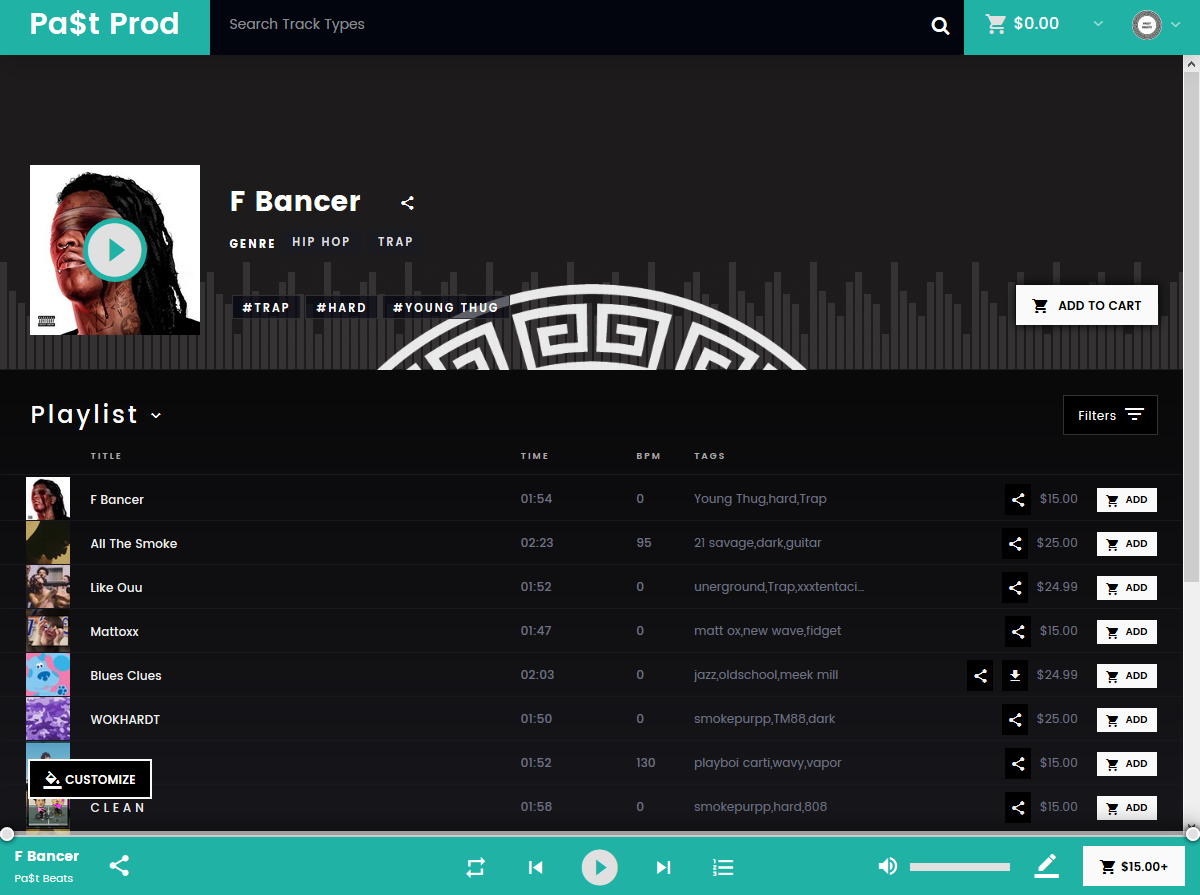 Pa$t Prod
Search Track Types
$0.00
F Bancer
GENRE HIP HOP TRAP
#TRAP #HARD #YOUNG THUG
ADD TO CART
Playlist
Filters
TITLE TIME BPM TAGS
F Bancer 01:54 0 Young Thug,hard,Trap $15.00 ADD
All The Smoke 02:23 95 21 savage,dark,guitar $25.00 ADD
Like Ouu 01:52 0 unerground,Trap,xxxtentaci... $24.99 ADD
Mattoxx 01:47 0 matt ox,new wave,fidget $15.00 ADD
Blues Clues 02:03 0 jazz,oldschool,meek mill $24.99 ADD
WOKHARDT 01:50 0 smokepurpp,TM88,dark $25.00 ADD
01:52 130 playboi carti,wavy,vapor $15.00 ADD
CUSTOMIZE
C L E A N 01:58 0 smokepurpp,hard,808 $15.00 ADD
F Bancer
Pa$t Beats
$15.00+